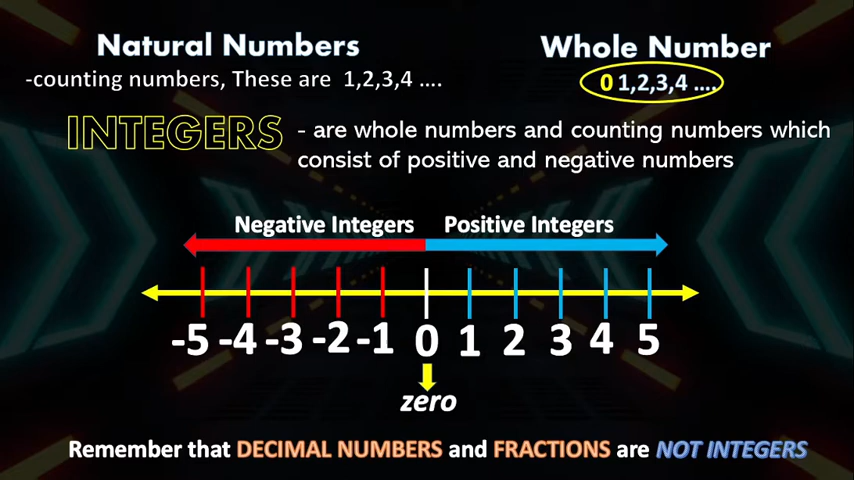 Natural Numbers
Whole Number
-counting numbers, These are 1,2,3,4 ....
0 1,2,3,4 ....
INTEGERS
- are whole numbers and counting numbers which
consist of positive and negative numbers
Negative Integers
Positive Integers
-5 -4 -3 -2 -1 0 1 2 3 4 5
zero
Remember that DECIMAL NUMBERS and FRACTIONS are NOT INTEGERS